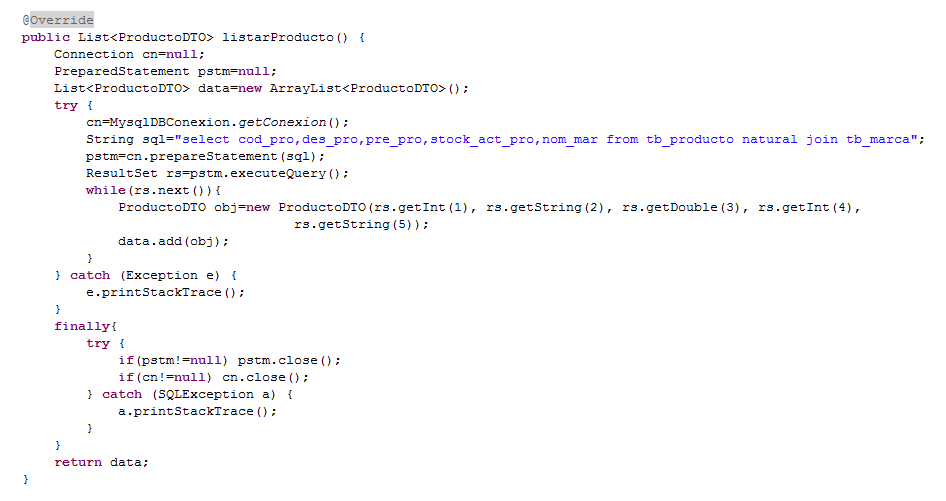 @Override
public List<ProductoDTO> listarProducto() {
    Connection cn=null;
    PreparedStatement pstm=null;
    List<ProductoDTO> data=new ArrayList<ProductoDTO>();
    try {
        cn=MysqlDBConexion.getConexion();
        String sql="select cod_pro,des_pro,pre_pro,stock_act_pro,nom_mar from tb_producto natural join tb_marca";
        pstm=cn.prepareStatement(sql);
        ResultSet rs=pstm.executeQuery();
        while(rs.next()){
            ProductoDTO obj=new ProductoDTO(rs.getInt(1), rs.getString(2), rs.getDouble(3), rs.getInt(4),
                                  rs.getString(5));
            data.add(obj);
        }
    } catch (Exception e) {
        e.printStackTrace();
    }
    finally{
        try {
            if(pstm!=null) pstm.close();
            if(cn!=null) cn.close();
        } catch (SQLException a) {
            a.printStackTrace();
        }
    }
    return data;
}